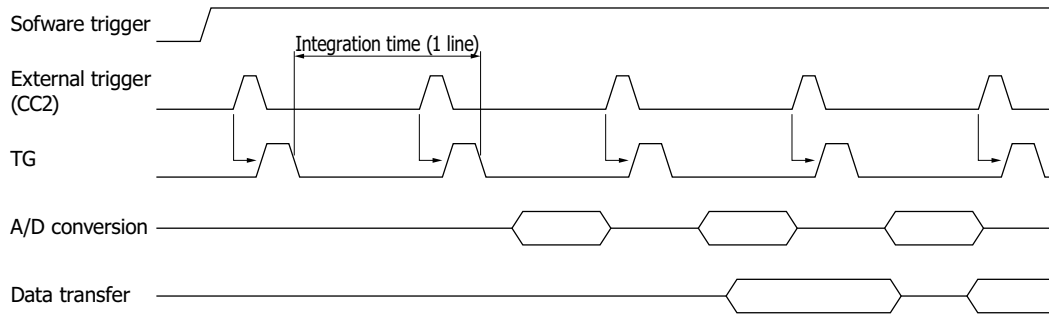 Sofware trigger
Integration time (1 line)
External trigger
(CC2)
TG
A/D conversion
Data transfer